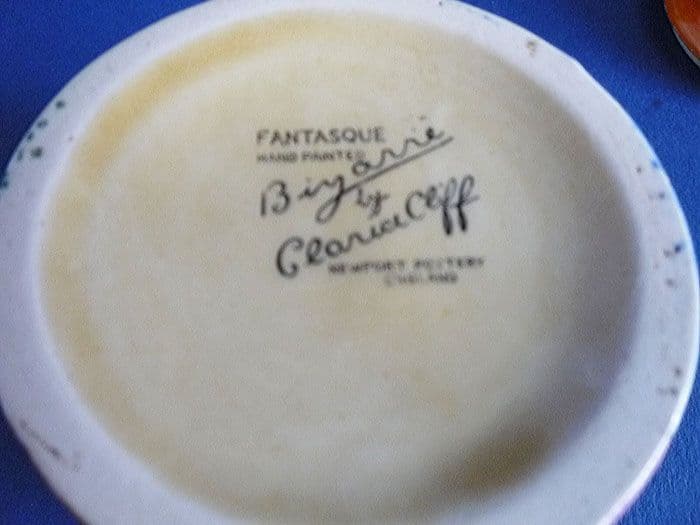 FANTASQUE
HAND PAINTED
Bizarre
by
Clarice Cliff
NEWPORT POTTERY
ENGLAND